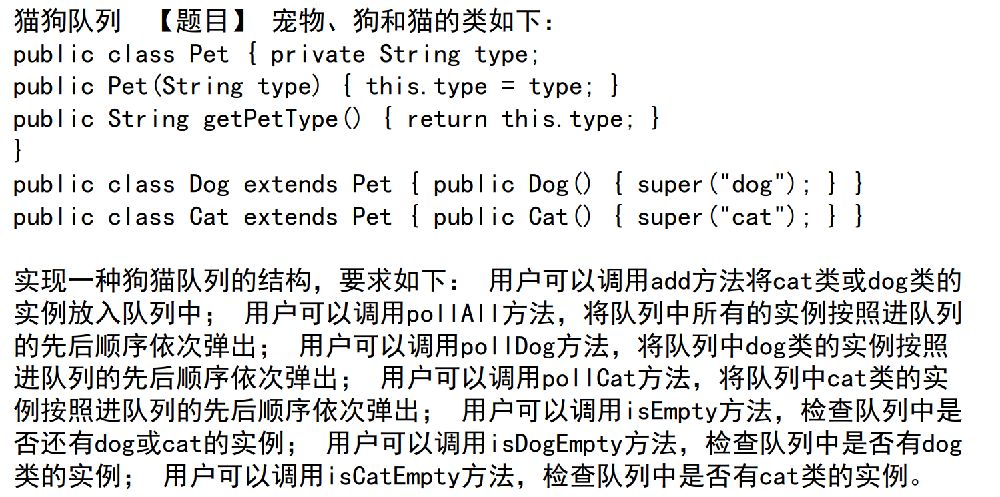 猫狗队列 【题目】 宠物、狗和猫的类如下：
public class Pet { private String type;
public Pet(String type) { this.type = type; }
public String getPetType() { return this.type; }
}
public class Dog extends Pet { public Dog() { super("dog"); } }
public class Cat extends Pet { public Cat() { super("cat"); } }
实现一种狗猫队列的结构，要求如下： 用户可以调用add方法将cat类或dog类的
实例放入队列中； 用户可以调用pollAll方法，将队列中所有的实例按照进队列
的先后顺序依次弹出； 用户可以调用pollDog方法，将队列中dog类的实例按照
进队列的先后顺序依次弹出； 用户可以调用pollCat方法，将队列中cat类的实
例按照进队列的先后顺序依次弹出； 用户可以调用isEmpty方法，检查队列中是
否还有dog或cat的实例； 用户可以调用isDogEmpty方法，检查队列中是否有dog
类的实例； 用户可以调用isCatEmpty方法，检查队列中是否有cat类的实例。